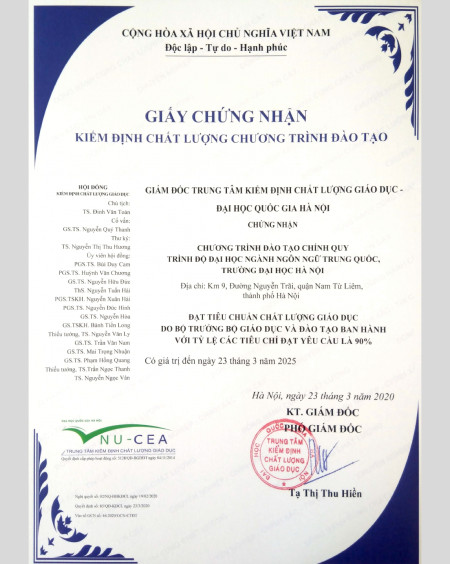 CỘNG HÒA XÃ HỘI CHỦ NGHĨA VIỆT NAM
Độc lập - Tự do - Hạnh phúc
GIẤY CHỨNG NHẬN
KIỂM ĐỊNH CHẤT LƯỢNG CHƯƠNG TRÌNH ĐÀO TẠO
HỘI ĐỒNG
KIỂM ĐỊNH CHẤT LƯỢNG GIÁO DỤC
Chủ tịch:
TS. Đinh Văn Toàn
Cố vấn:
GS.TS. Nguyễn Quý Thanh
Thư ký:
TS. Nguyễn Thị Thu Hương
Ủy viên hội đồng:
PGS.TS. Bùi Duy Cam
PGS.TS. Huỳnh Văn Chương
GS.TS. Nguyễn Hữu Đức
ThS. Nguyễn Tuấn Hải
PGS.TSKH. Nguyễn Xuân Hải
PGS.TS. Nguyễn Đức Hinh
GS.TS. Nguyễn Hòa
GS.TSKH. Bành Tiến Long
Thiếu tướng, TS. Nguyễn Văn Ly
GS.TS. Trần Văn Nam
GS.TS. Mai Trọng Nhuận
GS.TS. Phạm Hồng Quang
Thiếu tướng, TS.Trần Ngọc Thanh
TS. Nguyễn Ngọc Vân
GIÁM ĐỐC TRUNG TÂM KIỂM ĐỊNH CHẤT LƯỢNG GIÁO DỤC -
ĐẠI HỌC QUỐC GIA HÀ NỘI
CHỨNG NHẬN
CHƯƠNG TRÌNH ĐÀO TẠO CHÍNH QUY
TRÌNH ĐỘ ĐẠI HỌC NGÀNH NGÔN NGỮ TRUNG QUỐC,
TRƯỜNG ĐẠI HỌC HÀ NỘI
Địa chỉ: Km 9, Đường Nguyễn Trãi, quận Nam Từ Liêm,
thành phố Hà Nội
ĐẠT TIÊU CHUẨN CHẤT LƯỢNG GIÁO DỤC
DO BỘ TRƯỞNG BỘ GIÁO DỤC VÀ ĐÀO TẠO BAN HÀNH
VỚI TỶ LỆ CÁC TIÊU CHÍ ĐẠT YÊU CẦU LÀ 90%
Có giá trị đến ngày 23 tháng 3 năm 2025
Hà Nội, ngày 23 tháng 3 năm 2020
KT. GIÁM ĐỐC
PHÓ GIÁM ĐỐC
ĐẠI HỌC QUỐC GIA HÀ NỘI
TRUNG TÂM
KIỂM ĐỊNH
CHẤT LƯỢNG
GIÁO DỤC
Tạ Thị Thu Hiền
VNU-CEA
TRUNG TÂM KIỂM ĐỊNH CHẤT LƯỢNG GIÁO DỤC